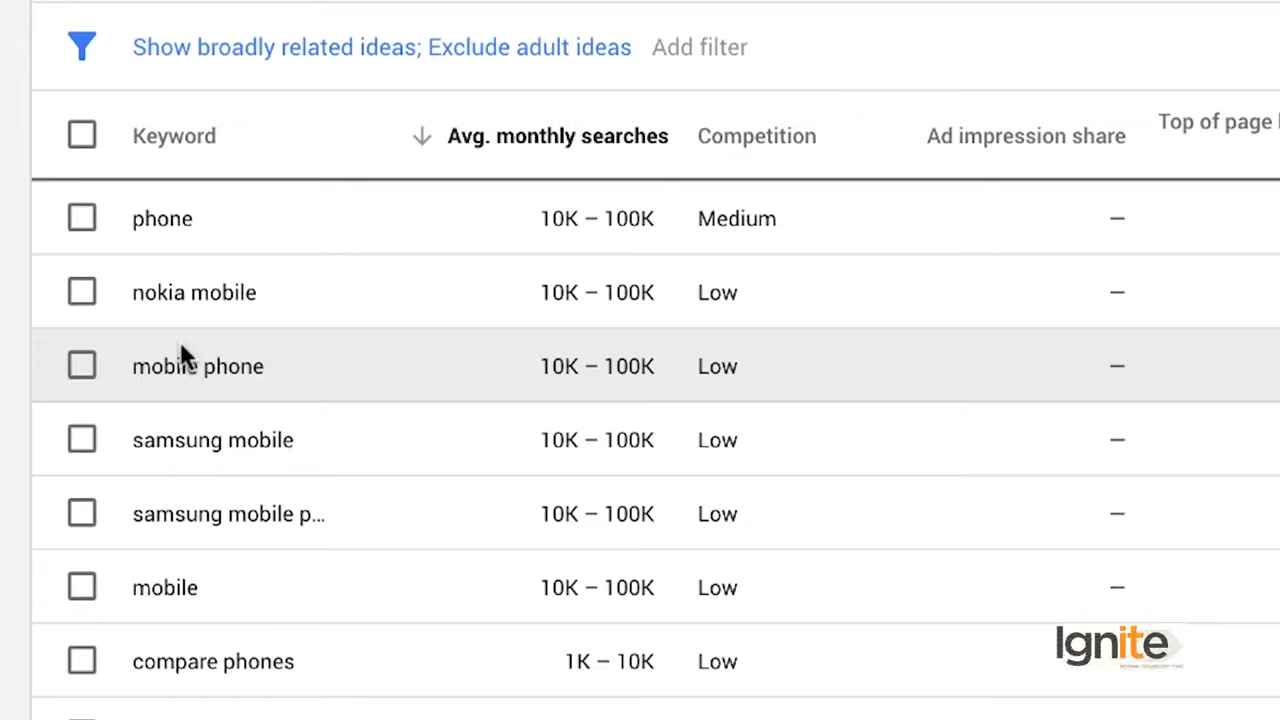 Show broadly related ideas; Exclude adult ideas Add filter
Keyword Avg. monthly searches Competition Ad impression share Top of page
phone 10K – 100K Medium –
nokia mobile 10K – 100K Low –
mobile phone 10K – 100K Low –
samsung mobile 10K – 100K Low –
samsung mobile p... 10K – 100K Low –
mobile 10K – 100K Low –
compare phones 1K – 10K Low
Ignite